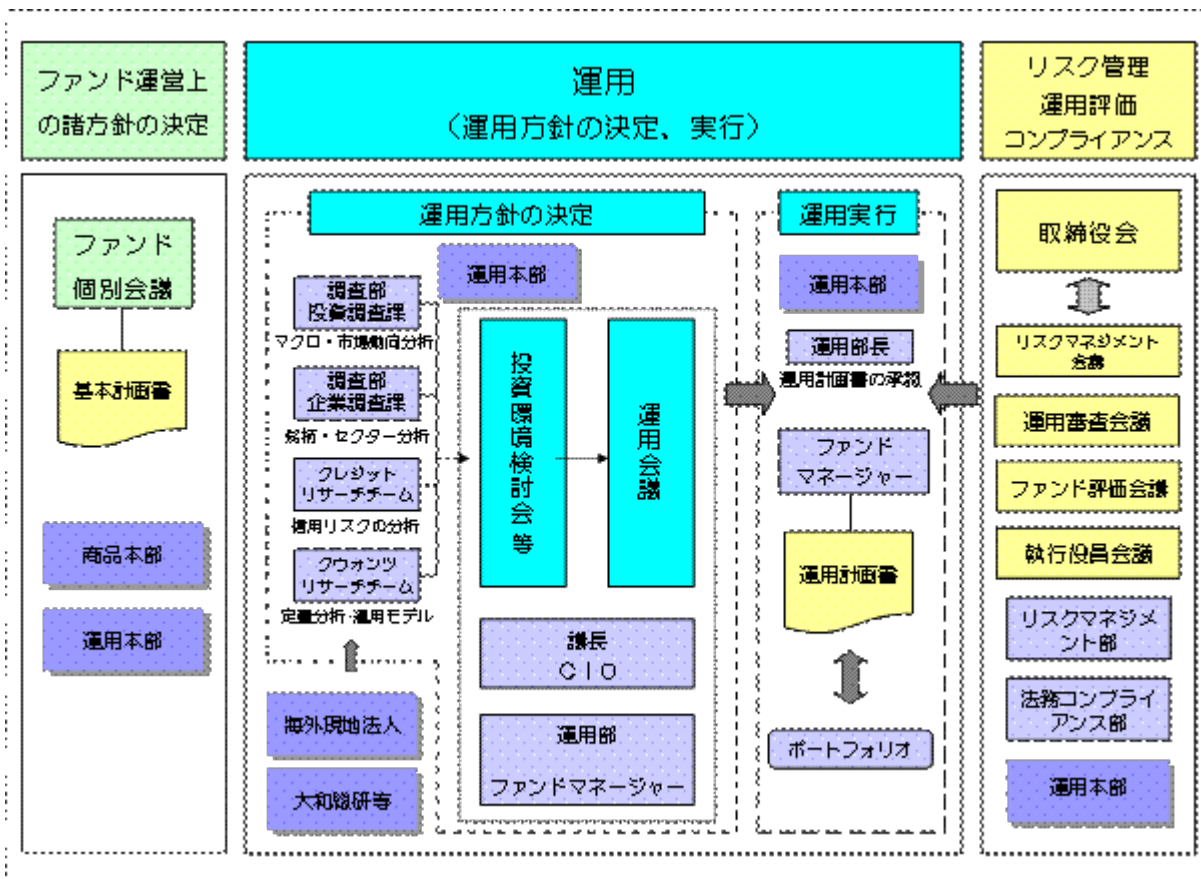 ファンド運営上
の諸方針の決定
ファンド
個別会議
基本計画書
商品本部
運用本部
運用
（運用方針の決定、実行）
運用方針の決定
運用本部
調査部
投資調査課
マクロ・市場動向分析
調査部
企業調査課
銘柄・セクター分析
クレジット
リサーチチーム
信用リスクの分析
クウォンツ
リサーチチーム
定量分析・運用モデル
海外現地法人
大和総研等
投資環境検討会等
運用会議
議長
ＣＩＯ
運用部
ファンドマネージャー
運用実行
運用本部
運用部長
運用計画書の承認
ファンド
マネージャー
運用計画書
ポートフォリオ
リスク管理
運用評価
コンプライアンス
取締役会
リスクマネジメント
会議
運用審査会議
ファンド評価会議
執行役員会議
リスクマネジメ
ント部
法務コンプライ
アンス部
運用本部